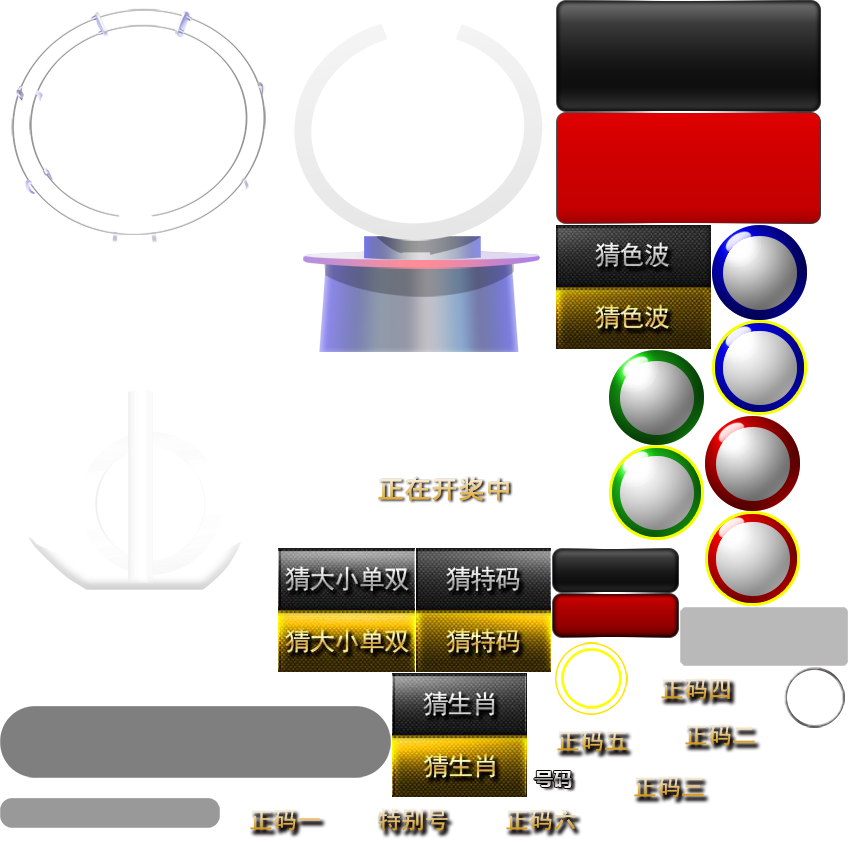 猜色波
猜色波
正在开奖中
猜大小单双
猜特码
猜大小单双
猜特码
正码四
猜生肖
正码二
正码五
猜生肖
号码
正码三
正码一
特别号
正码六